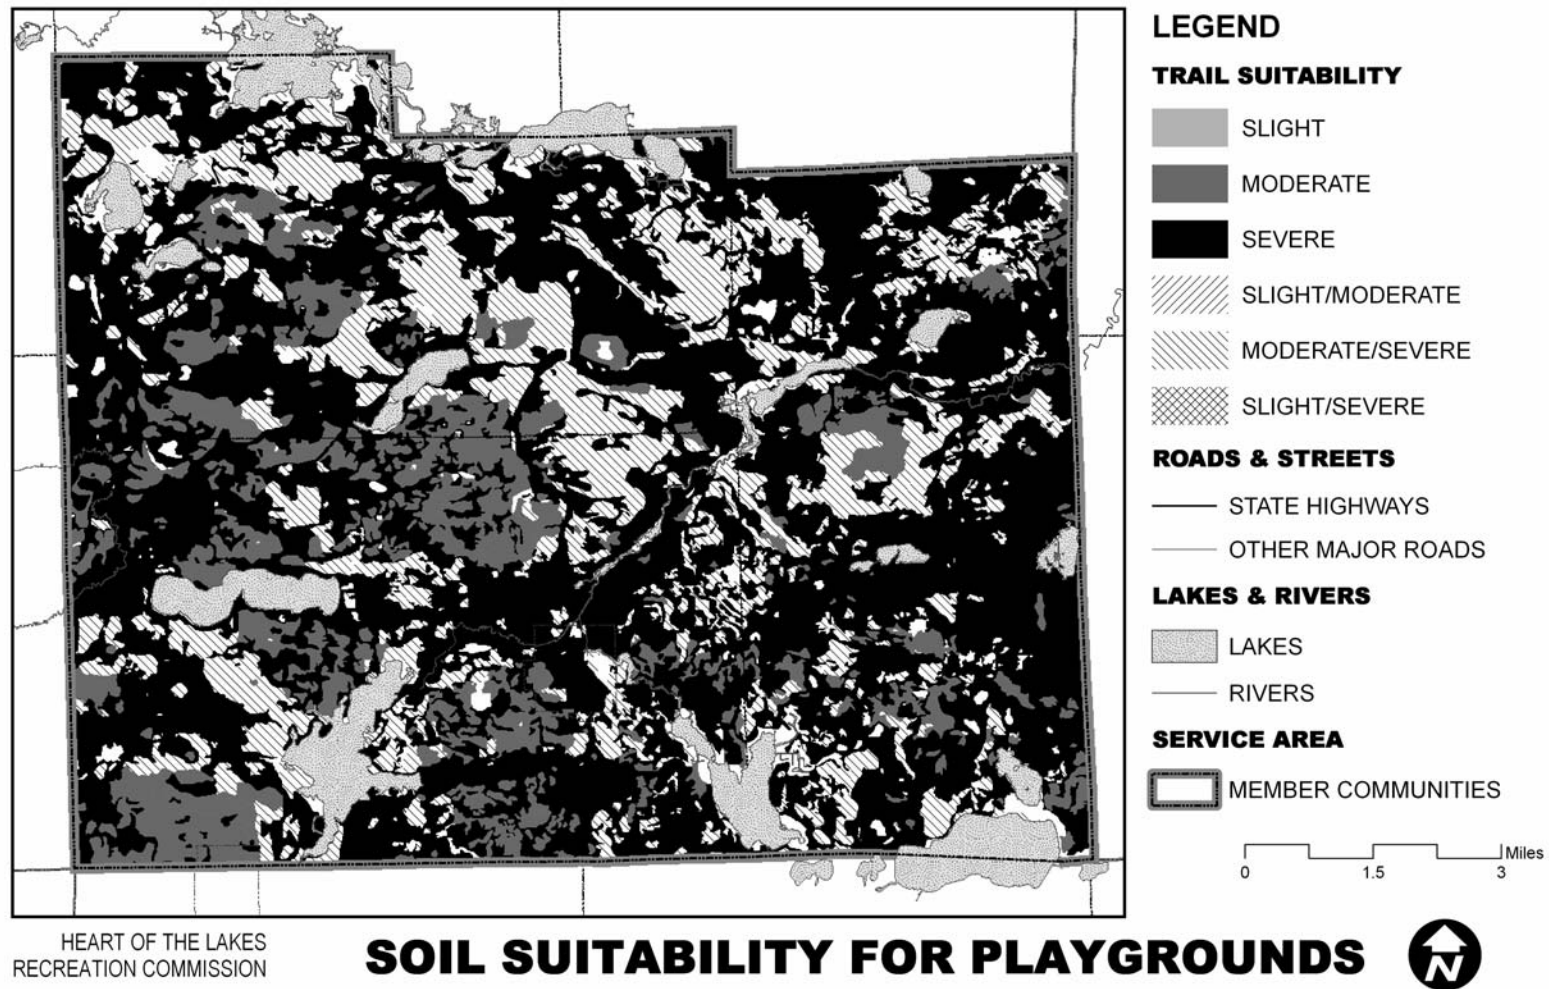 LEGEND
TRAIL SUITABILITY
SLIGHT
MODERATE
SEVERE
SLIGHT/MODERATE
MODERATE/SEVERE
SLIGHT/SEVERE
ROADS & STREETS
STATE HIGHWAYS
OTHER MAJOR ROADS
LAKES & RIVERS
LAKES
RIVERS
SERVICE AREA
MEMBER COMMUNITIES
Miles
0 1.5 3
HEART OF THE LAKES
RECREATION COMMISSION
SOIL SUITABILITY FOR PLAYGROUNDS
N